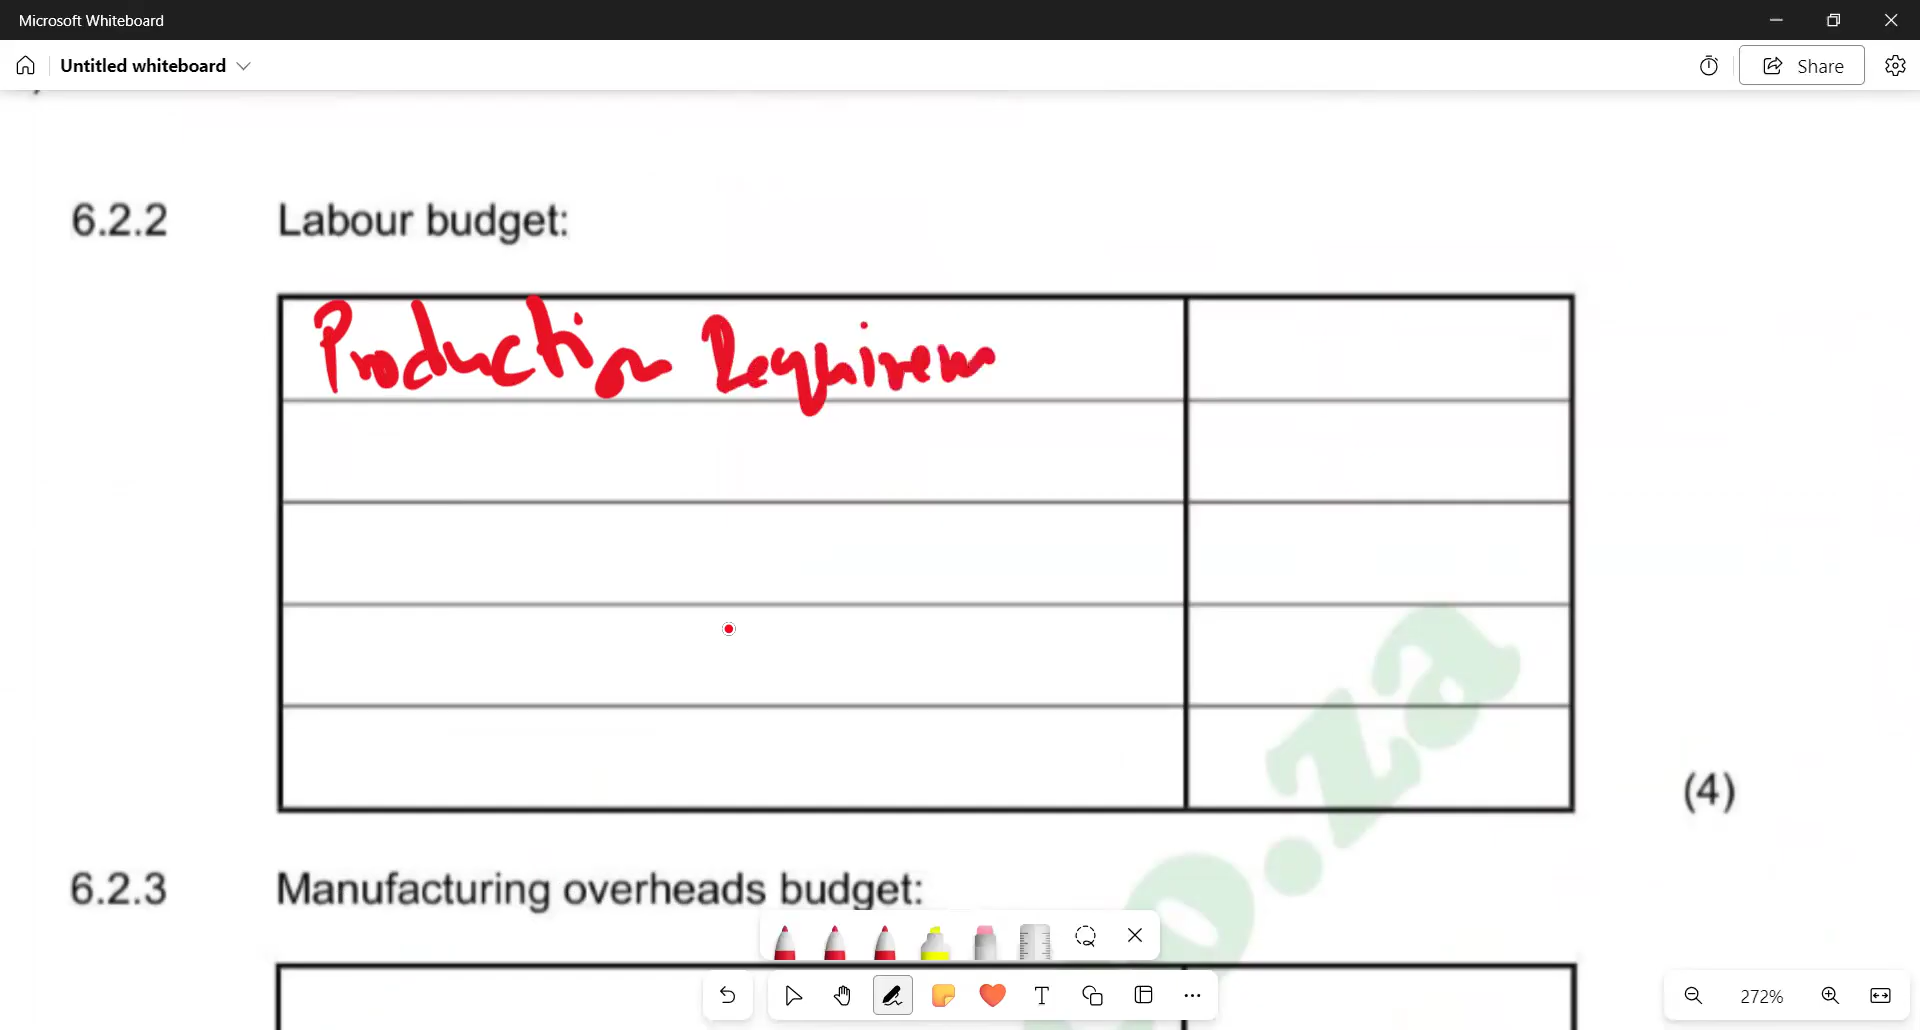 Microsoft Whiteboard
Untitled whiteboard
Share
6.2.2 Labour budget:
Production Requirem
(4)
6.2.3 Manufacturing overheads budget:
o.za
272%